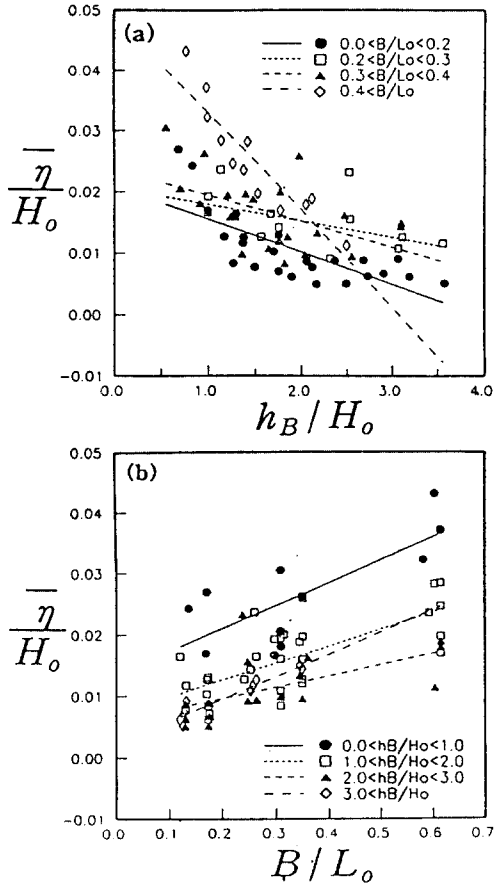 (a)
0.05
0.04
0.03
0.02
0.01
0.00
−0.01
0.0 1.0 2.0 3.0 4.0
η̅/H₀
h_B/H₀
0.0<B/Lo<0.2
0.2<B/Lo<0.3
0.3<B/Lo<0.4
0.4<B/Lo
(b)
0.05
0.04
0.03
0.02
0.01
0.00
−0.01
0.0 0.1 0.2 0.3 0.4 0.5 0.6 0.7
η̅/H₀
B/L₀
0.0<hB/Ho<1.0
1.0<hB/Ho<2.0
2.0<hB/Ho<3.0
3.0<hB/Ho